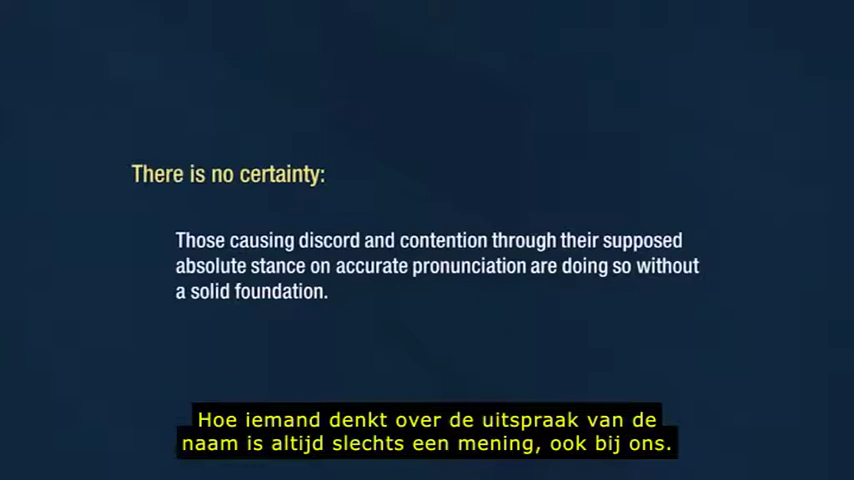 There is no certainty:
Those causing discord and contention through their supposed
absolute stance on accurate pronunciation are doing so without
a solid foundation.
Hoe iemand denkt over de uitspraak van de
naam is altijd slechts een mening, ook bij ons.